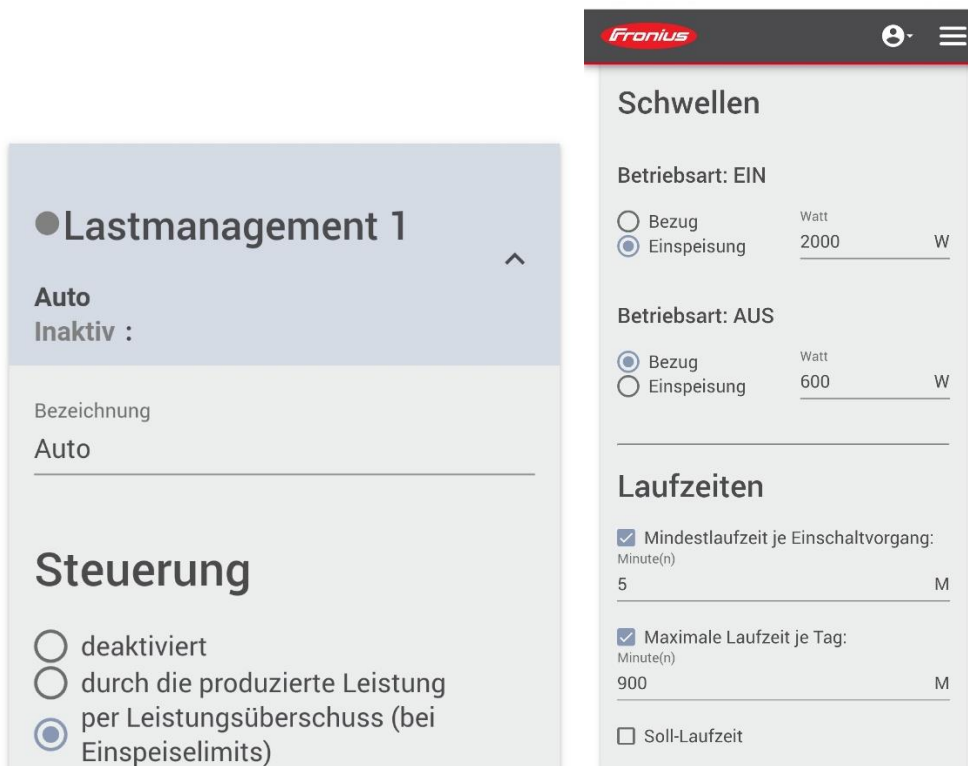 Lastmanagement 1
Auto
Inaktiv :
Bezeichnung
Auto
Steuerung
deaktiviert
durch die produzierte Leistung
per Leistungsüberschuss (bei
Einspeiselimits)
Fronius
Schwellen
Betriebsart: EIN
Bezug
Einspeisung
Watt
2000 W
Betriebsart: AUS
Bezug
Einspeisung
Watt
600 W
Laufzeiten
Mindestlaufzeit je Einschaltvorgang:
Minute(n)
5 M
Maximale Laufzeit je Tag:
Minute(n)
900 M
Soll-Laufzeit